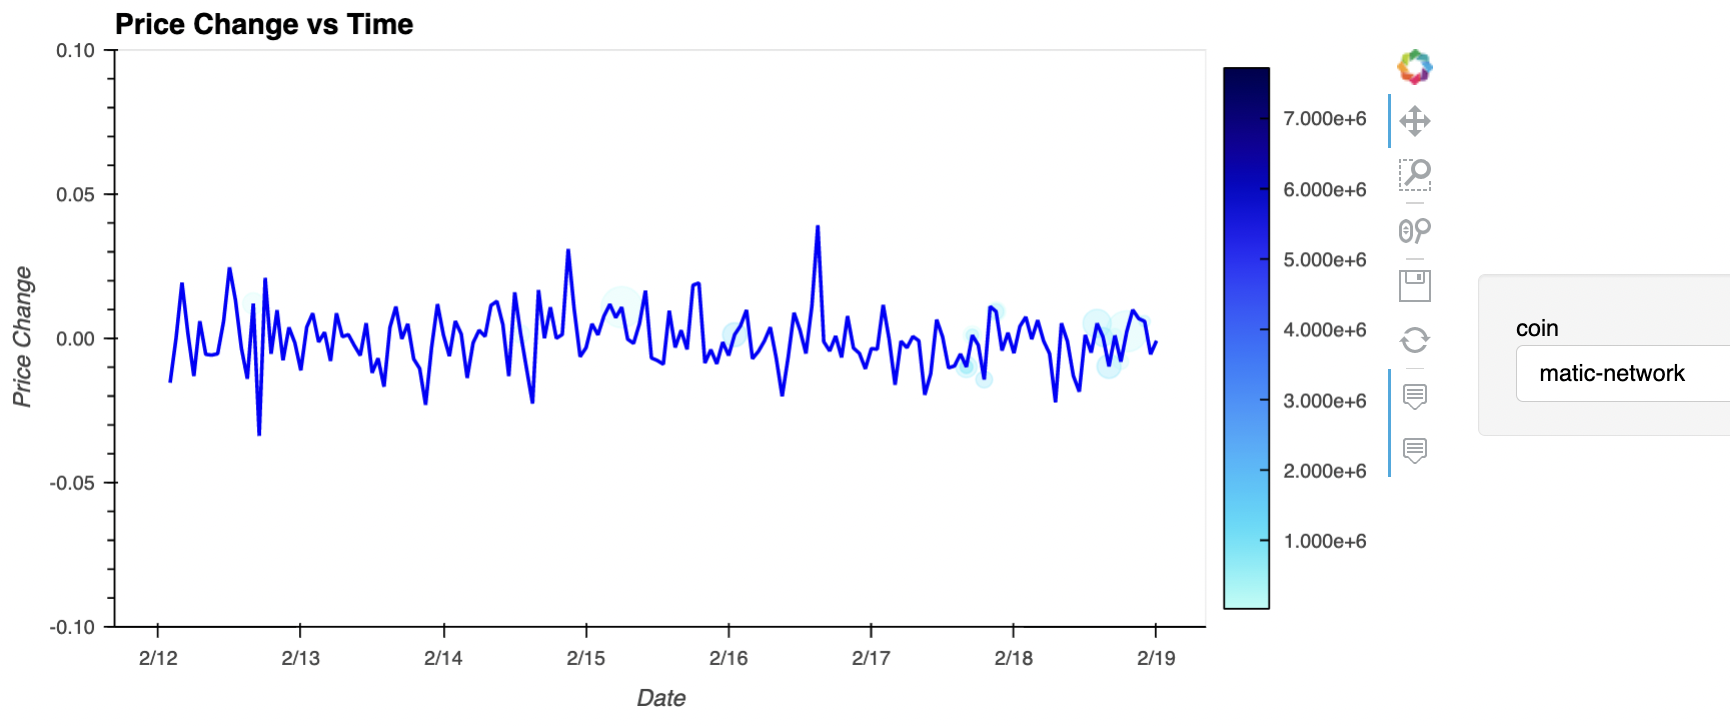 Price Change vs Time
0.10
0.05
0.00
-0.05
-0.10
Price Change
2/12
2/13
2/14
2/15
2/16
2/17
2/18
2/19
Date
7.000e+6
6.000e+6
5.000e+6
4.000e+6
3.000e+6
2.000e+6
1.000e+6
coin
matic-network